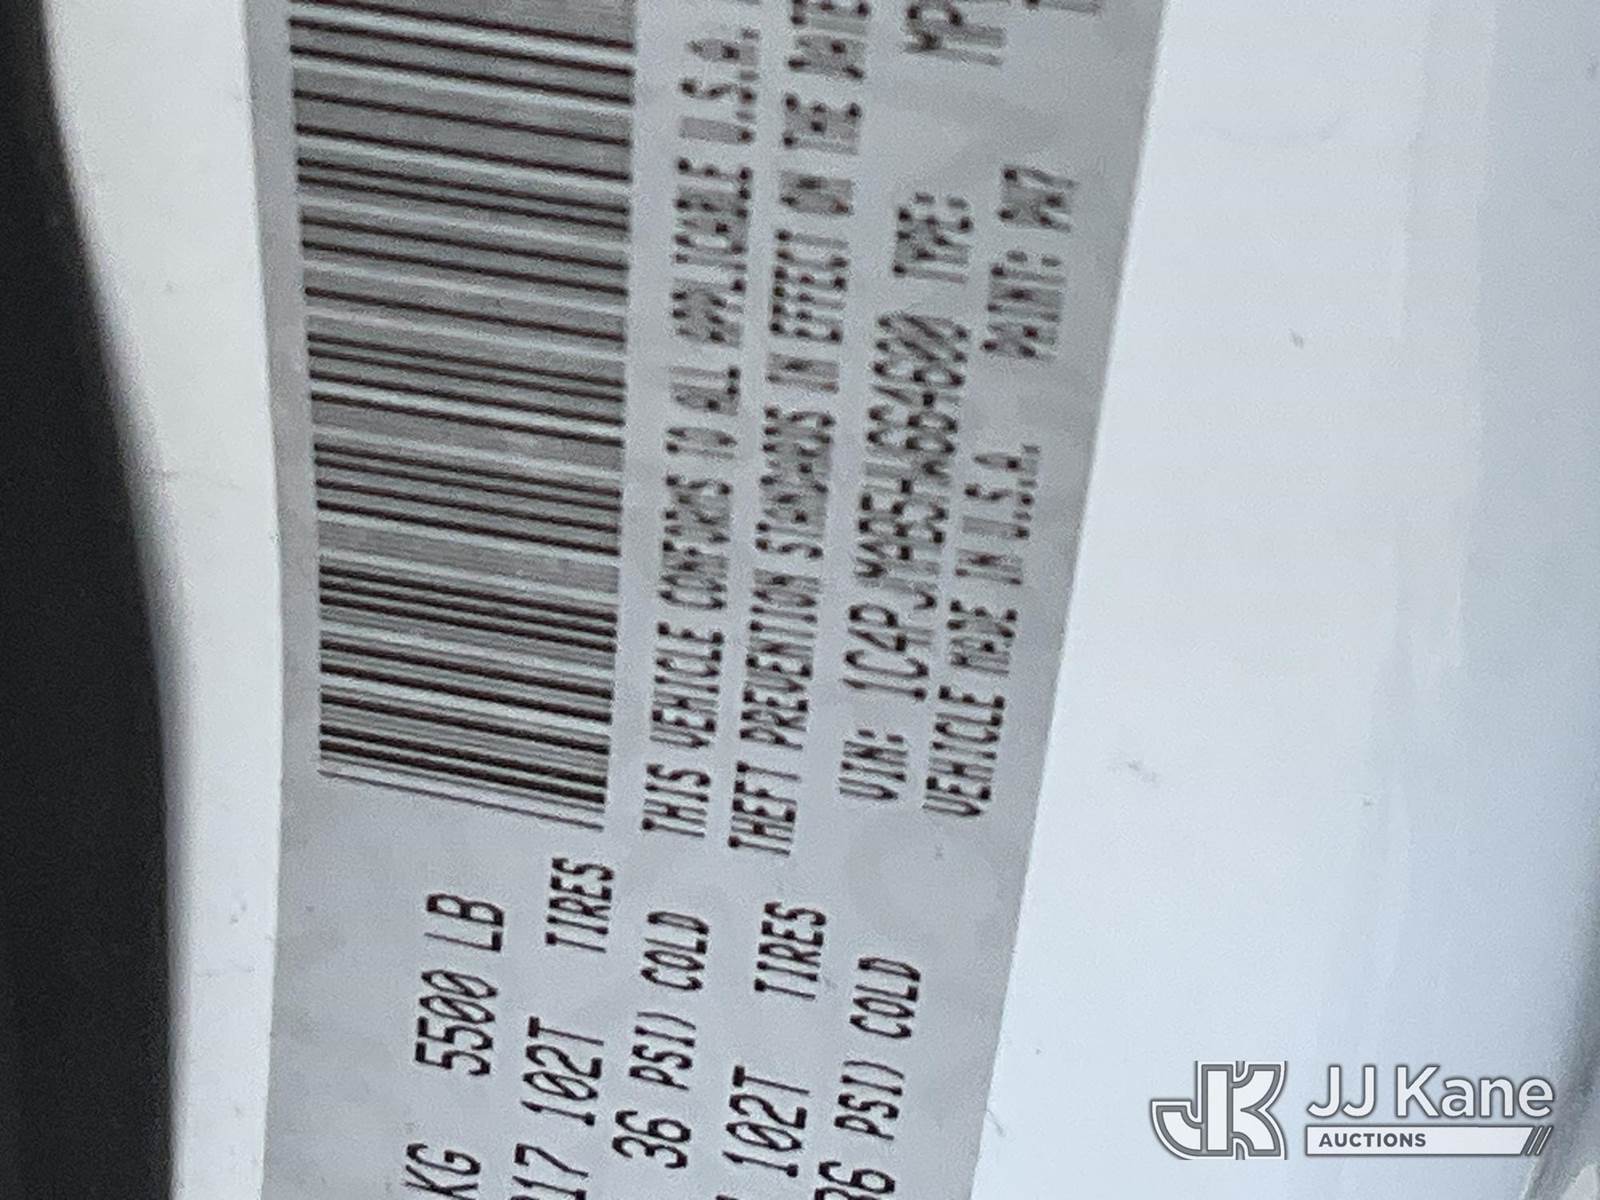 KG 5500 LB
217 102T TIRES
36 PSI) COLD
102T TIRES
36 PSI) COLD
THIS VEHICLE CONFORMS TO ALL APPLICABLE U.S.A.
THEFT PREVENTION STANDARDS IN EFFECT ON THE DATE
VIN: TYPE:
VEHICLE MADE IN U.S.A. PAINT: PW7
JJ Kane
AUCTIONS